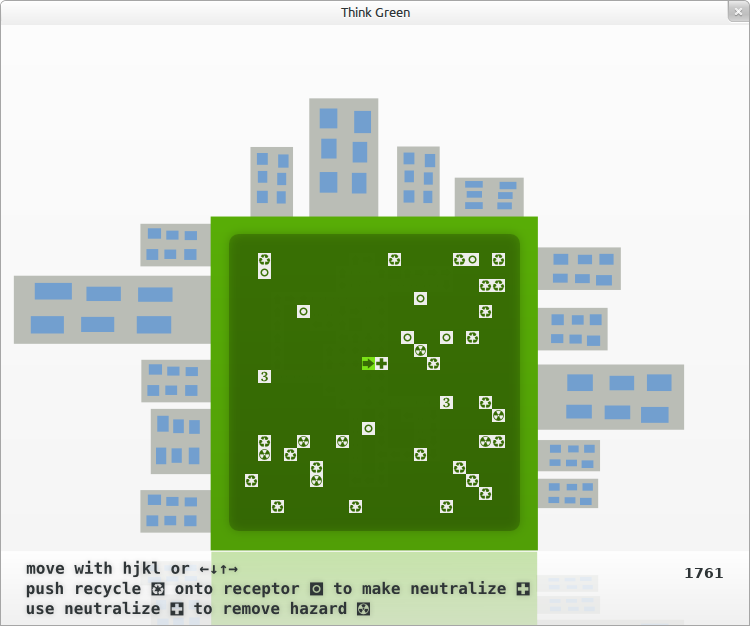 Think Green
3
3
move with hjkl or ←↓↑→
push recycle onto receptor to make neutralize
use neutralize to remove hazard
1761